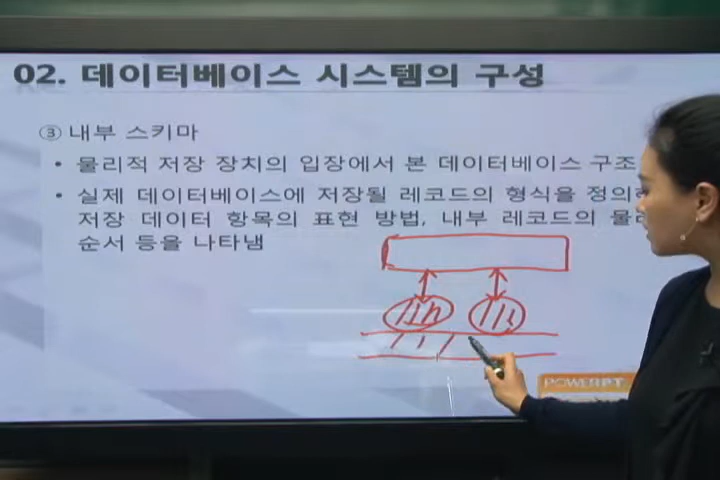 02. 데이터베이스 시스템의 구성
③ 내부 스키마
• 물리적 저장 장치의 입장에서 본 데이터베이스 구조
• 실제 데이터베이스에 저장될 레코드의 형식을 정의하
저장 데이터 항목의 표현 방법, 내부 레코드의 물리
순서 등을 나타냄
POWERPT